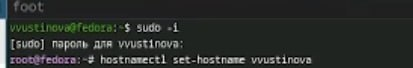 foot
vvustinova@fedora:~$ sudo -i
[sudo] пароль для vvustinova:
root@fedora:~# hostnamectl set-hostname vvustinova